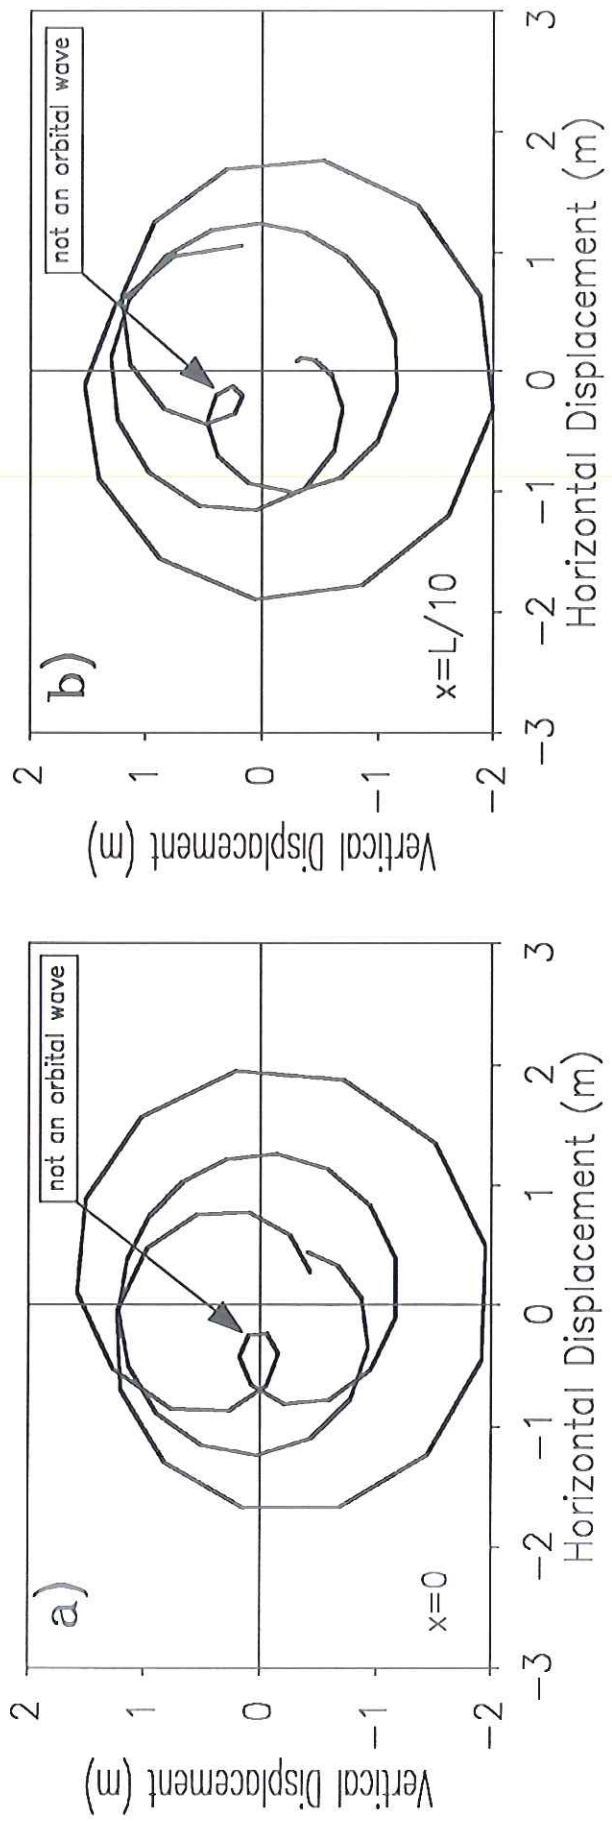 a)
not an orbital wave
x=0
2
1
0
−1
−2
Vertical Displacement (m)
−3
−2
−1
0
1
2
3
Horizontal Displacement (m)
b)
not an orbital wave
x=L/10
2
1
0
−1
−2
Vertical Displacement (m)
−3
−2
−1
0
1
2
3
Horizontal Displacement (m)